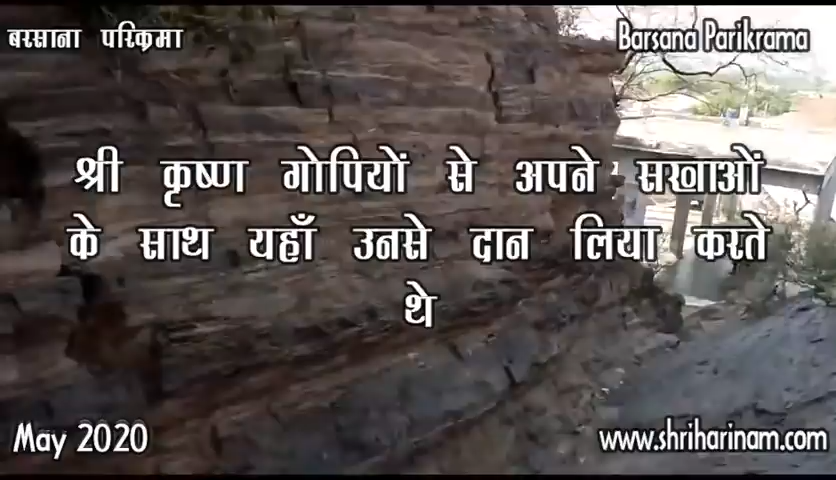 बरसाना परिक्रमा
Barsana Parikrama
श्री कृष्ण गोपियों से अपने सखाओं
के साथ यहाँ उनसे दान लिया करते
थे
May 2020
www.shriharinam.com